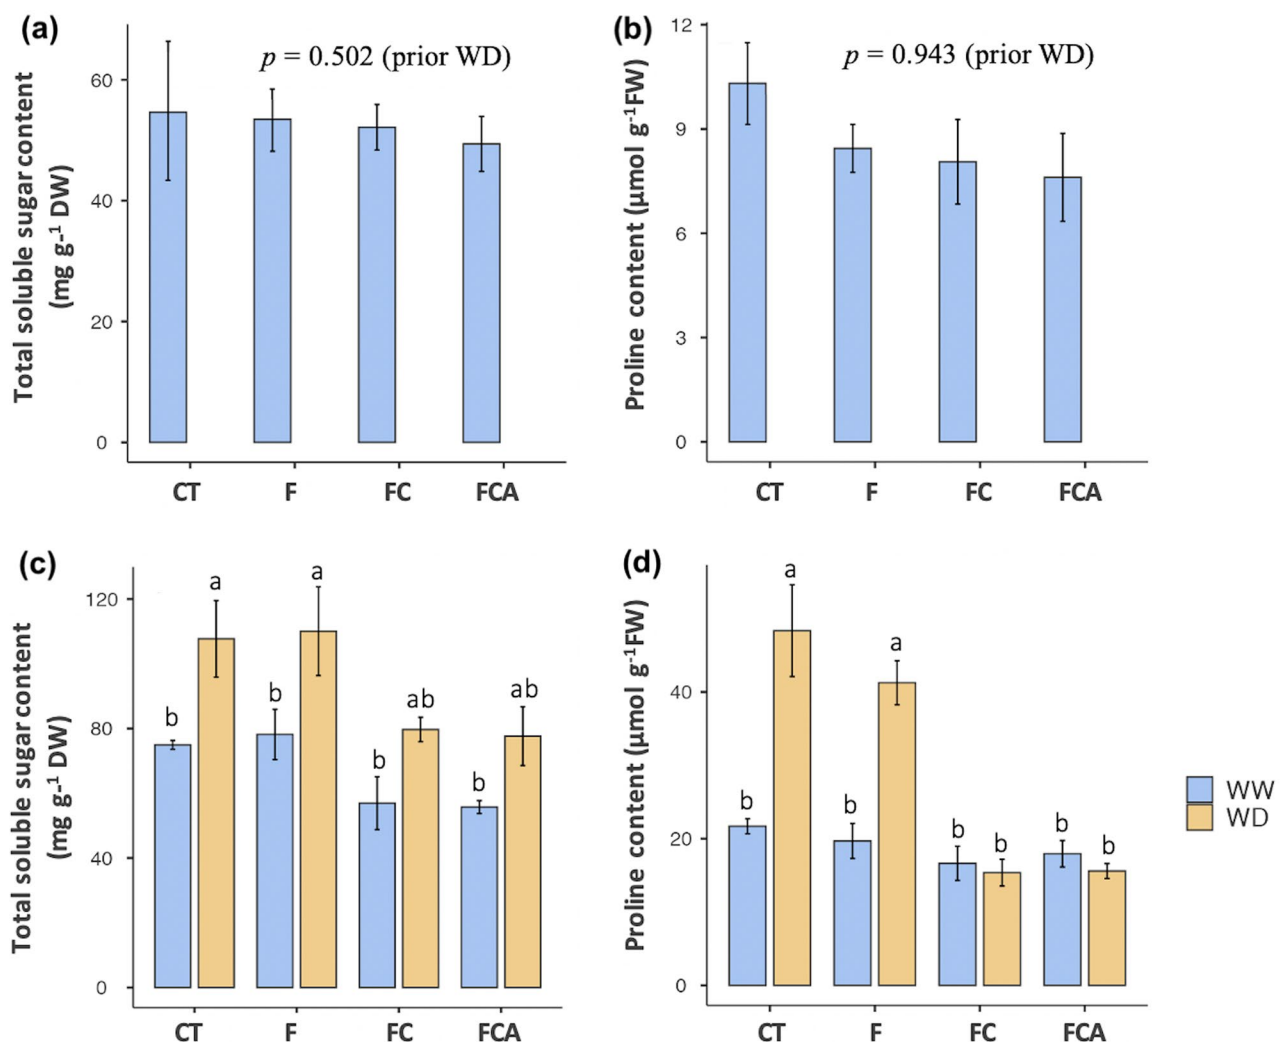 (a)
p = 0.502 (prior WD)
Total soluble sugar content
(mg g-1 DW)
60
40
20
0
CT F FC FCA
(b)
p = 0.943 (prior WD)
Proline content (µmol g-1FW)
12
9
6
3
0
CT F FC FCA
(c)
Total soluble sugar content
(mg g-1 DW)
120
80
40
0
b a b a b ab b ab
CT F FC FCA
(d)
Proline content (µmol g-1FW)
40
20
0
b a b a b b b b
CT F FC FCA
WW
WD